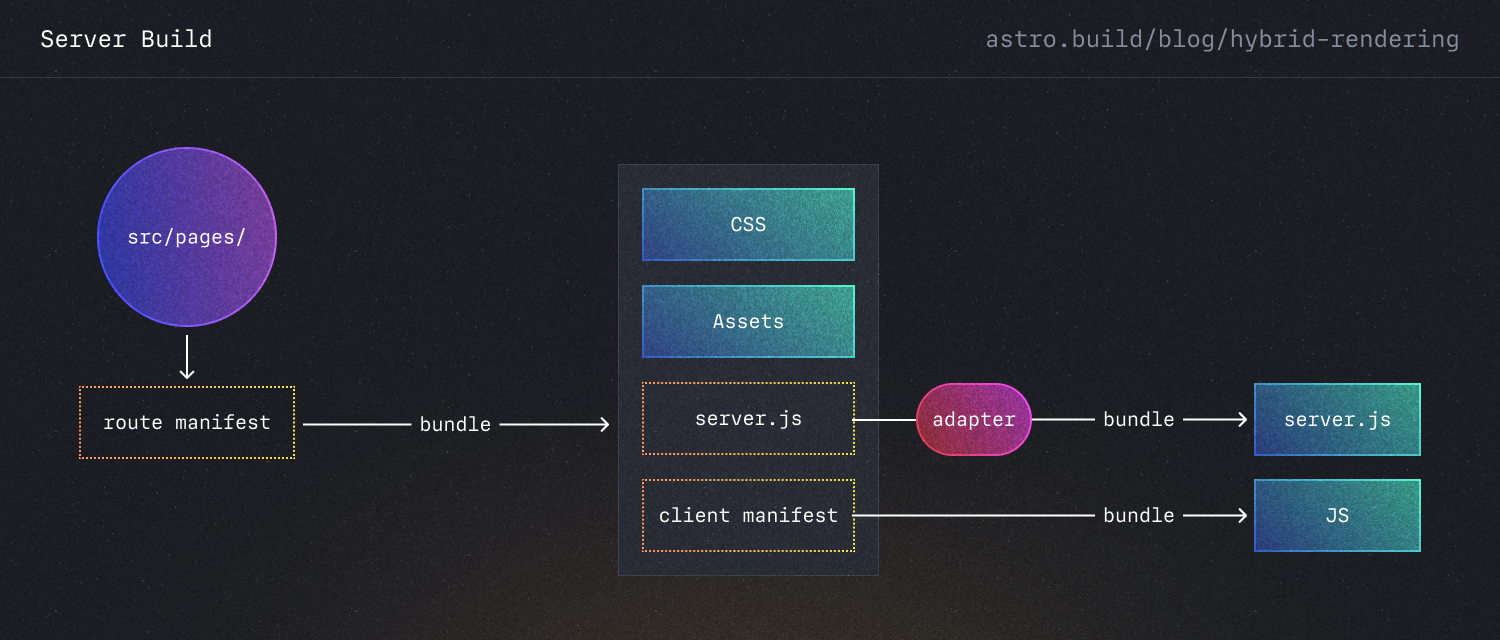 Server Build
astro.build/blog/hybrid-rendering
src/pages/
route manifest
bundle
CSS
Assets
server.js
client manifest
adapter
bundle
server.js
bundle
JS